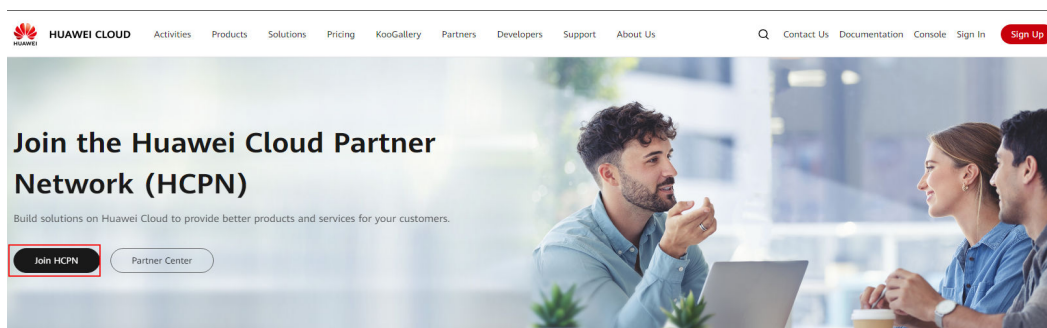 HUAWEI
HUAWEI CLOUD Activities Products Solutions Pricing KooGallery Partners Developers Support About Us Contact Us Documentation Console Sign In Sign Up
Join the Huawei Cloud Partner
Network (HCPN)
Build solutions on Huawei Cloud to provide better products and services for your customers.
Join HCPN Partner Center